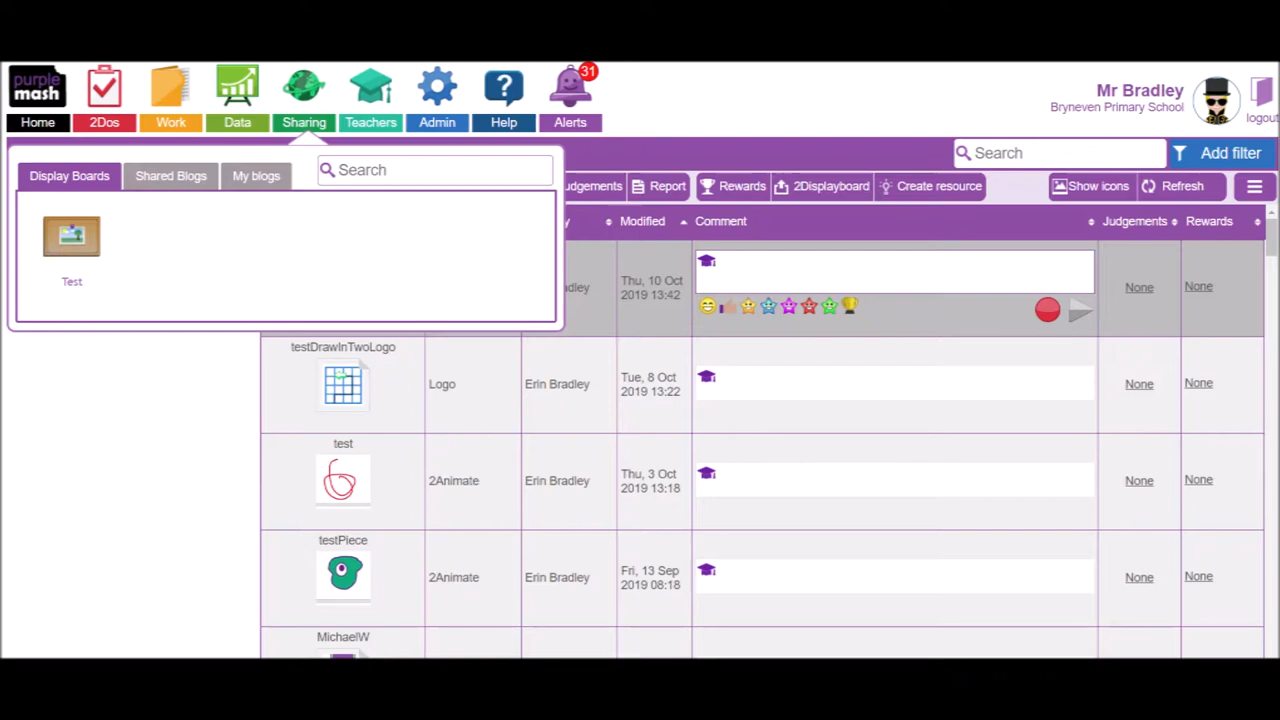 purple
mash
31
Mr Bradley
Bryneven Primary School
logout
Home
2Dos
Work
Data
Sharing
Teachers
Admin
Help
Alerts
Search
Add filter
Display Boards
Shared Blogs
My blogs
Search
udgements
Report
Rewards
2Displayboard
Create resource
Show icons
Refresh
y
Modified
Comment
Judgements
Rewards
Test
adley
Thu, 10 Oct
2019 13:42
None
None
testDrawInTwoLogo
Logo
Erin Bradley
Tue, 8 Oct
2019 13:22
None
None
test
2Animate
Erin Bradley
Thu, 3 Oct
2019 13:18
None
None
testPiece
2Animate
Erin Bradley
Fri, 13 Sep
2019 08:18
None
None
MichaelW